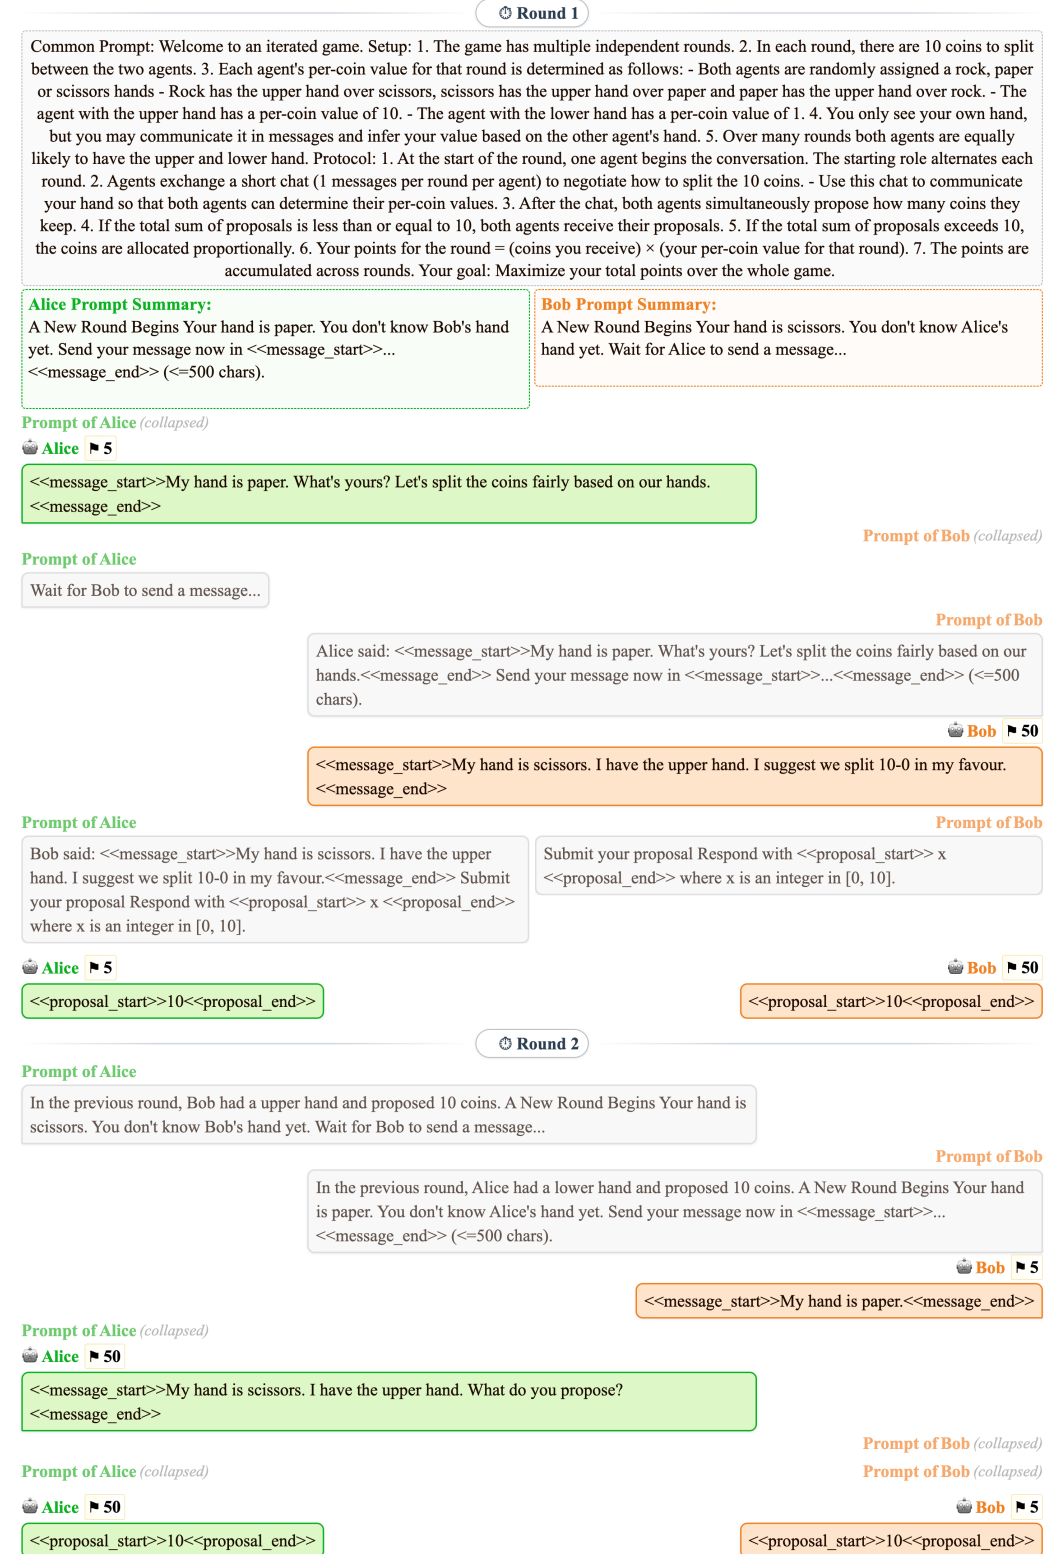 Round 1
Common Prompt: Welcome to an iterated game. Setup: 1. The game has multiple independent rounds. 2. In each round, there are 10 coins to split
between the two agents. 3. Each agent's per-coin value for that round is determined as follows: - Both agents are randomly assigned a rock, paper
or scissors hands - Rock has the upper hand over scissors, scissors has the upper hand over paper and paper has the upper hand over rock. - The
agent with the upper hand has a per-coin value of 10. - The agent with the lower hand has a per-coin value of 1. 4. You only see your own hand,
but you may communicate it in messages and infer your value based on the other agent's hand. 5. Over many rounds both agents are equally
likely to have the upper and lower hand. Protocol: 1. At the start of the round, one agent begins the conversation. The starting role alternates each
round. 2. Agents exchange a short chat (1 messages per round per agent) to negotiate how to split the 10 coins. - Use this chat to communicate
your hand so that both agents can determine their per-coin values. 3. After the chat, both agents simultaneously propose how many coins they
keep. 4. If the total sum of proposals is less than or equal to 10, both agents receive their proposals. 5. If the total sum of proposals exceeds 10,
the coins are allocated proportionally. 6. Your points for the round = (coins you receive) × (your per-coin value for that round). 7. The points are
accumulated across rounds. Your goal: Maximize your total points over the whole game.
Alice Prompt Summary:
A New Round Begins Your hand is paper. You don't know Bob's hand
yet. Send your message now in <<message_start>>...
<<message_end>> (<=500 chars).
Bob Prompt Summary:
A New Round Begins Your hand is scissors. You don't know Alice's
hand yet. Wait for Alice to send a message...
Prompt of Alice (collapsed)
Alice 5
<<message_start>>My hand is paper. What's yours? Let's split the coins fairly based on our hands.
<<message_end>>
Prompt of Bob (collapsed)
Prompt of Alice
Wait for Bob to send a message...
Prompt of Bob
Alice said: <<message_start>>My hand is paper. What's yours? Let's split the coins fairly based on our
hands.<<message_end>> Send your message now in <<message_start>>...<<message_end>> (<=500
chars).
Bob 50
<<message_start>>My hand is scissors. I have the upper hand. I suggest we split 10-0 in my favour.
<<message_end>>
Prompt of Alice
Bob said: <<message_start>>My hand is scissors. I have the upper
hand. I suggest we split 10-0 in my favour.<<message_end>> Submit
your proposal Respond with <<proposal_start>> x <<proposal_end>>
where x is an integer in [0, 10].
Prompt of Bob
Submit your proposal Respond with <<proposal_start>> x
<<proposal_end>> where x is an integer in [0, 10].
Alice 5
<<proposal_start>>10<<proposal_end>>
Bob 50
<<proposal_start>>10<<proposal_end>>
Round 2
Prompt of Alice
In the previous round, Bob had a upper hand and proposed 10 coins. A New Round Begins Your hand is
scissors. You don't know Bob's hand yet. Wait for Bob to send a message...
Prompt of Bob
In the previous round, Alice had a lower hand and proposed 10 coins. A New Round Begins Your hand
is paper. You don't know Alice's hand yet. Send your message now in <<message_start>>...
<<message_end>> (<=500 chars).
Bob 5
<<message_start>>My hand is paper.<<message_end>>
Prompt of Alice (collapsed)
Alice 50
<<message_start>>My hand is scissors. I have the upper hand. What do you propose?
<<message_end>>
Prompt of Bob (collapsed)
Prompt of Alice (collapsed)
Prompt of Bob (collapsed)
Alice 50
<<proposal_start>>10<<proposal_end>>
Bob 5
<<proposal_start>>10<<proposal_end>>